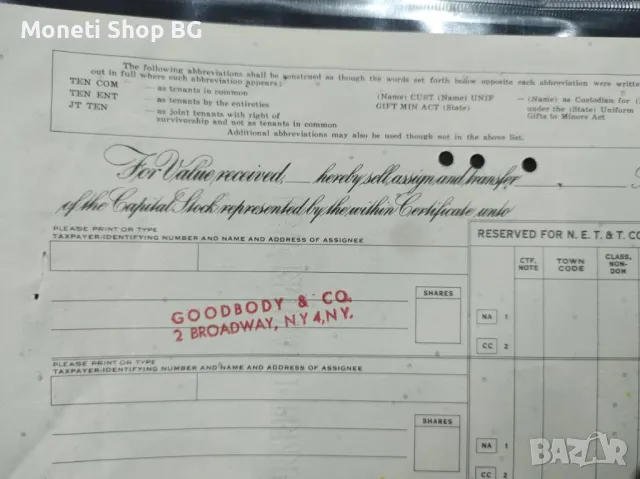 Moneti Shop BG
The following abbreviations shall be construed as though the words set forth below opposite each abbreviation were written
out in full where such abbreviation appears:
TEN COM - as tenants in common (Name) CUST (Name) UNIF - (Name) as Custodian for
TEN ENT - as tenants by the entireties GIFT MIN ACT (State) under the (State) Uniform
JT TEN - as joint tenants with right of Gifts to Minors Act
survivorship and not as tenants in common
Additional abbreviations may also be used though not in the above list.
For Value received, hereby sell, assign, and transfer
of the Capital Stock represented by the within Certificate unto
PLEASE PRINT OR TYPE
TAXPAYER-IDENTIFYING NUMBER AND NAME AND ADDRESS OF ASSIGNEE
RESERVED FOR N. E. T. & T. CO
CTF. NOTE
TOWN CODE
CLASS. NON-DOM
SHARES
GOODBODY & CO.
2 BROADWAY, NY 4, NY.
NA 1
CC 2
PLEASE PRINT OR TYPE
TAXPAYER-IDENTIFYING NUMBER AND NAME AND ADDRESS OF ASSIGNEE
SHARES
NA 1
CC 2
BAZAR